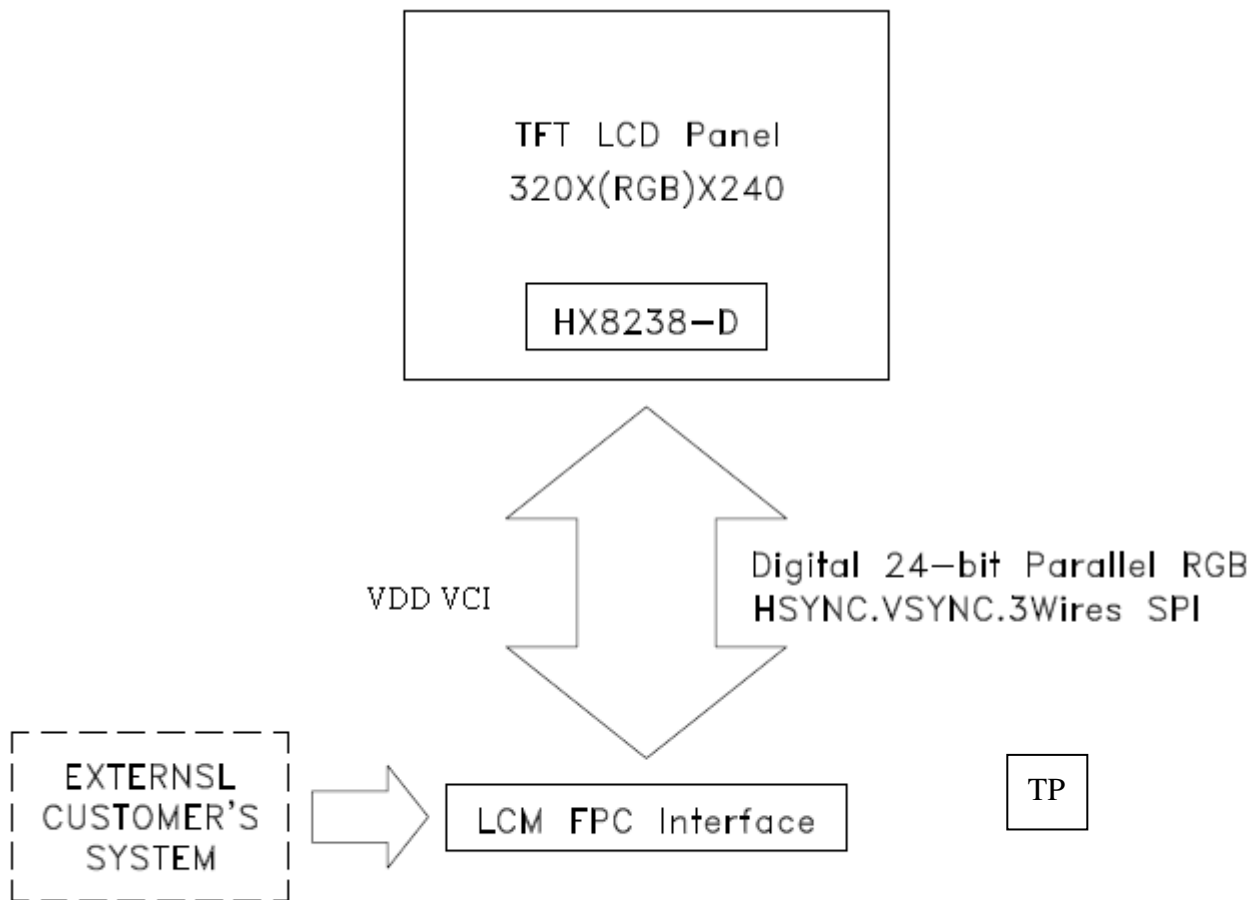 TFT LCD Panel
320X(RGB)X240
HX8238-D
VDD VCI
Digital 24-bit Parallel RGB
HSYNC.VSYNC.3Wires SPI
EXTERNSL
CUSTOMER'S
SYSTEM
LCM FPC Interface
TP